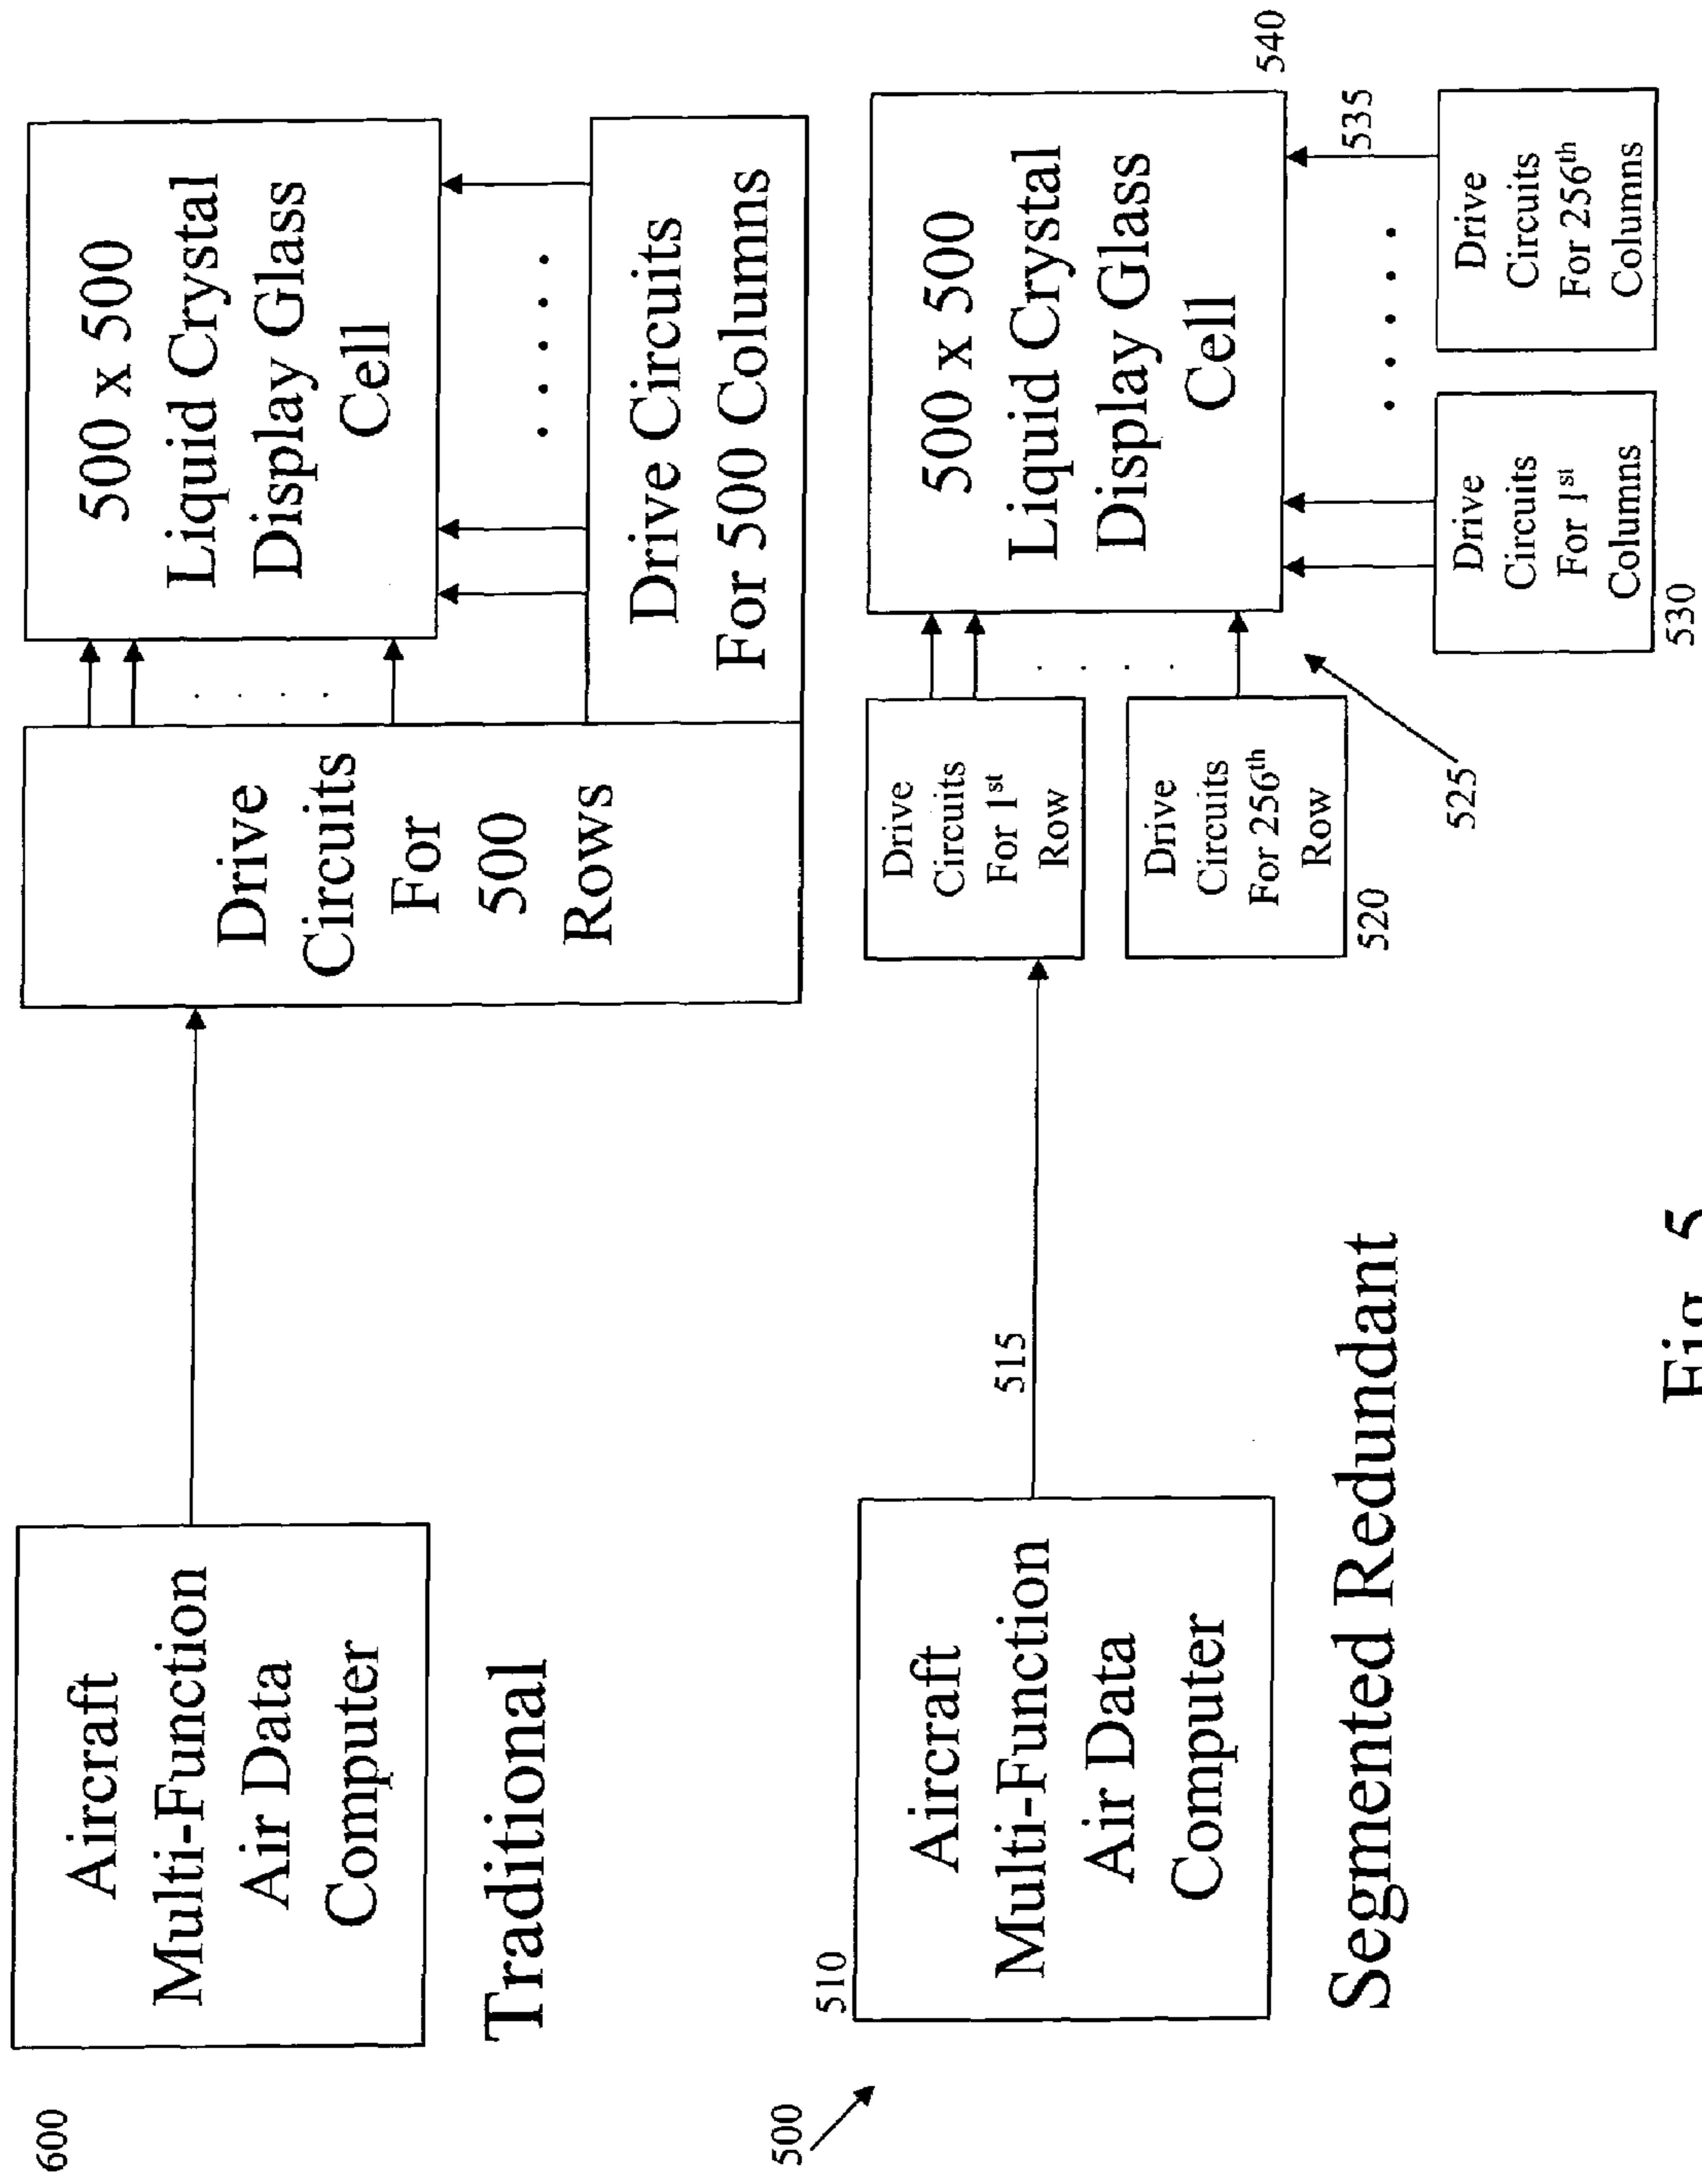 600
Aircraft
Multi-Function
Air Data
Computer
Drive
Circuits
For
500
Rows
500 x 500
Liquid Crystal
Display Glass
Cell
Drive Circuits
For 500 Columns
Traditional
500
510
Aircraft
Multi-Function
Air Data
Computer
515
Drive
Circuits
For 1st
Row
Drive
Circuits
For 256th
Row
520
525
500 x 500
Liquid Crystal
Display Glass
Cell
540
535
Drive
Circuits
For 1st
Columns
530
Drive
Circuits
For 256th
Columns
Segmented Redundant
Fig. 5